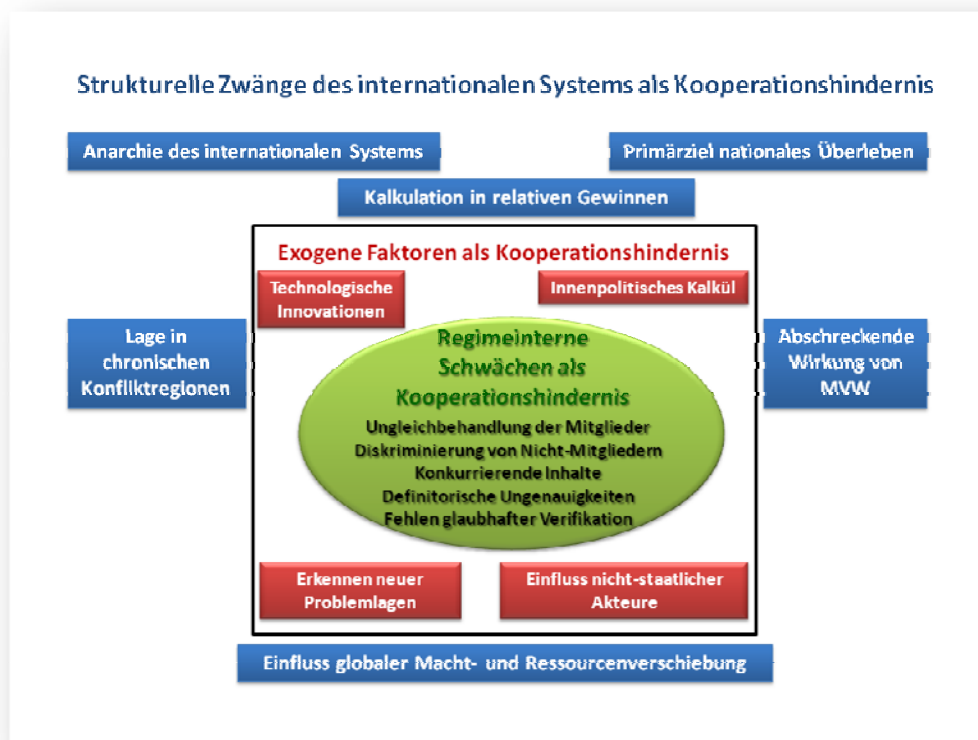 Strukturelle Zwänge des internationalen Systems als Kooperationshindernis
Anarchie des internationalen Systems
Primärziel nationales Überleben
Kalkulation in relativen Gewinnen
Exogene Faktoren als Kooperationshindernis
Technologische
Innovationen
Innenpolitisches Kalkül
Lage in
chronischen
Konfliktregionen
Regimeinterne
Schwächen als
Kooperationshindernis
Ungleichbehandlung der Mitglieder
Diskriminierung von Nicht-Mitgliedern
Konkurrierende Inhalte
Definitorische Ungenauigkeiten
Fehlen glaubhafter Verifikation
Abschreckende
Wirkung von
MVW
Erkennen neuer
Problemlagen
Einfluss nicht-staatlicher
Akteure
Einfluss globaler Macht- und Ressourcenverschiebung